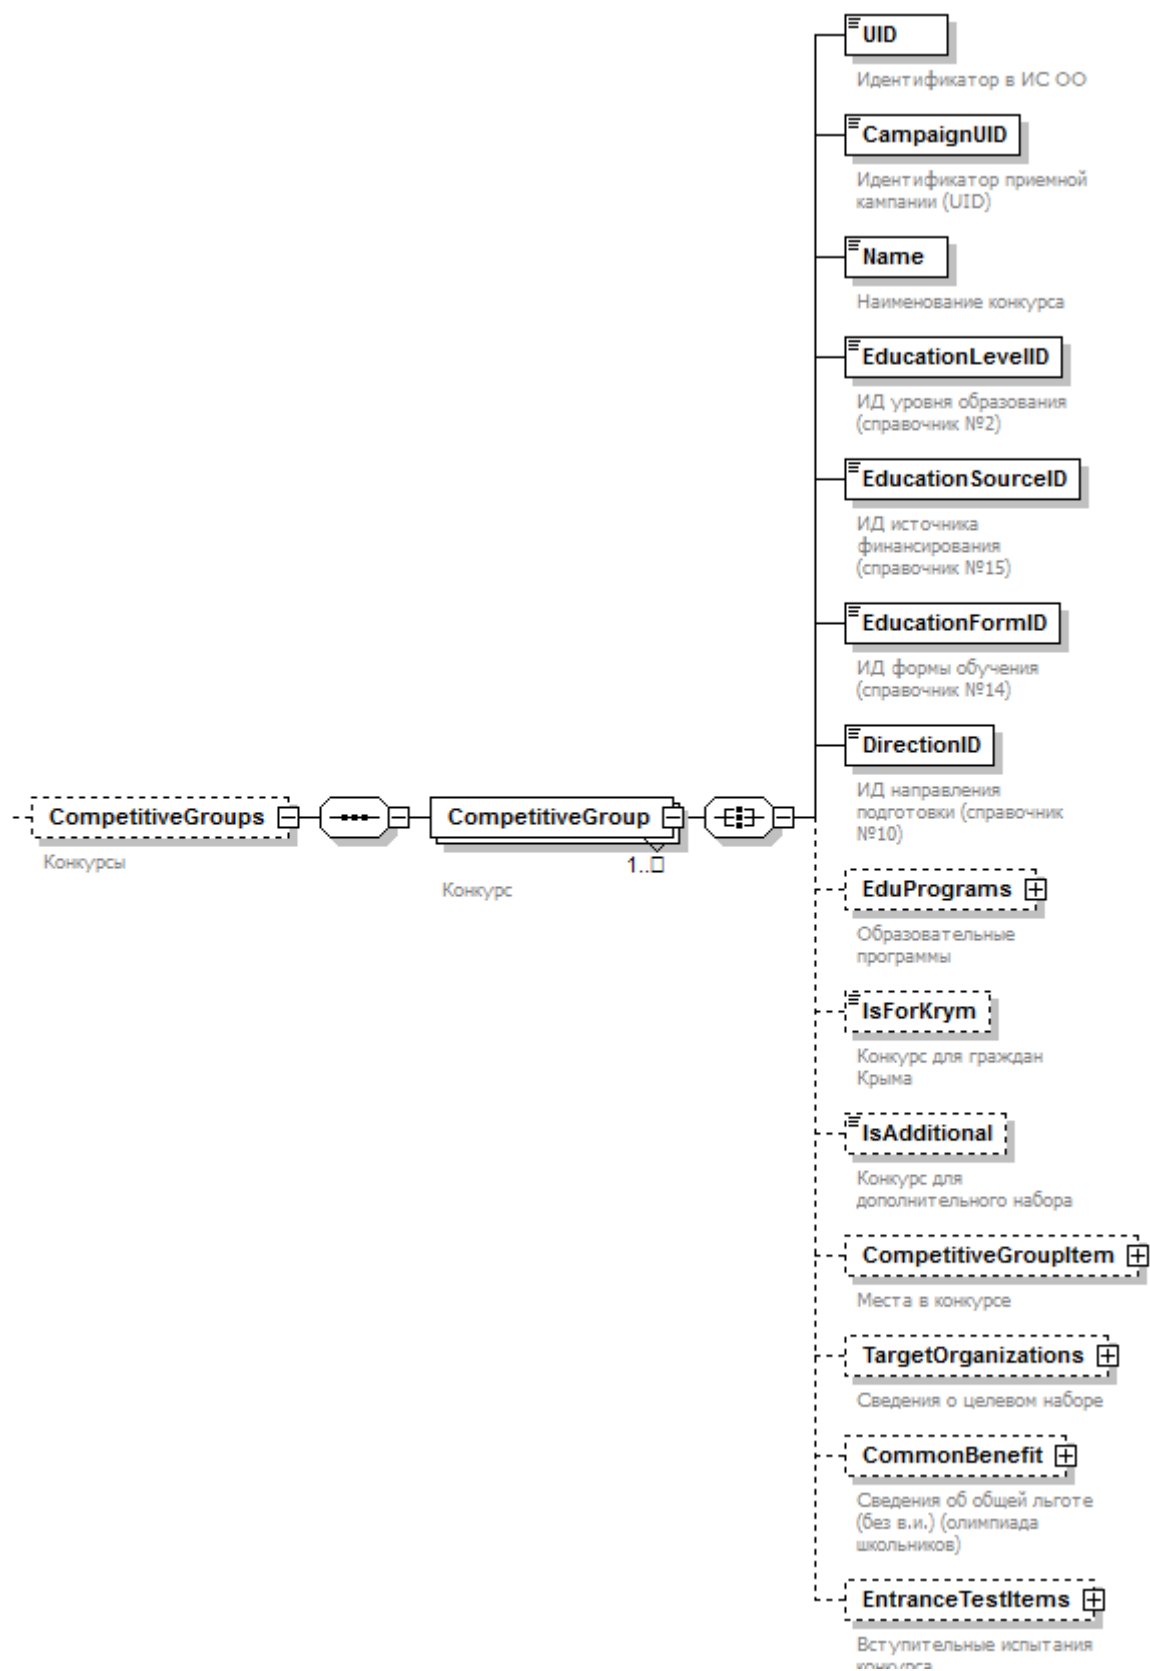 UID
Идентификатор в ИС ОО
CampaignUID
Идентификатор приемной
кампании (UID)
Name
Наименование конкурса
EducationLevelID
ИД уровня образования
(справочник №2)
EducationSourceID
ИД источника
финансирования
(справочник №15)
EducationFormID
ИД формы обучения
(справочник №14)
DirectionID
ИД направления
подготовки (справочник
№10)
CompetitiveGroups
Конкурсы
CompetitiveGroup
1..□
Конкурс
EduPrograms
Образовательные
программы
IsForKrym
Конкурс для граждан
Крыма
IsAdditional
Конкурс для
дополнительного набора
CompetitiveGroupItem
Места в конкурсе
TargetOrganizations
Сведения о целевом наборе
CommonBenefit
Сведения об общей льготе
(без в.и.) (олимпиада
школьников)
EntranceTestItems
Вступительные испытания
конкурса